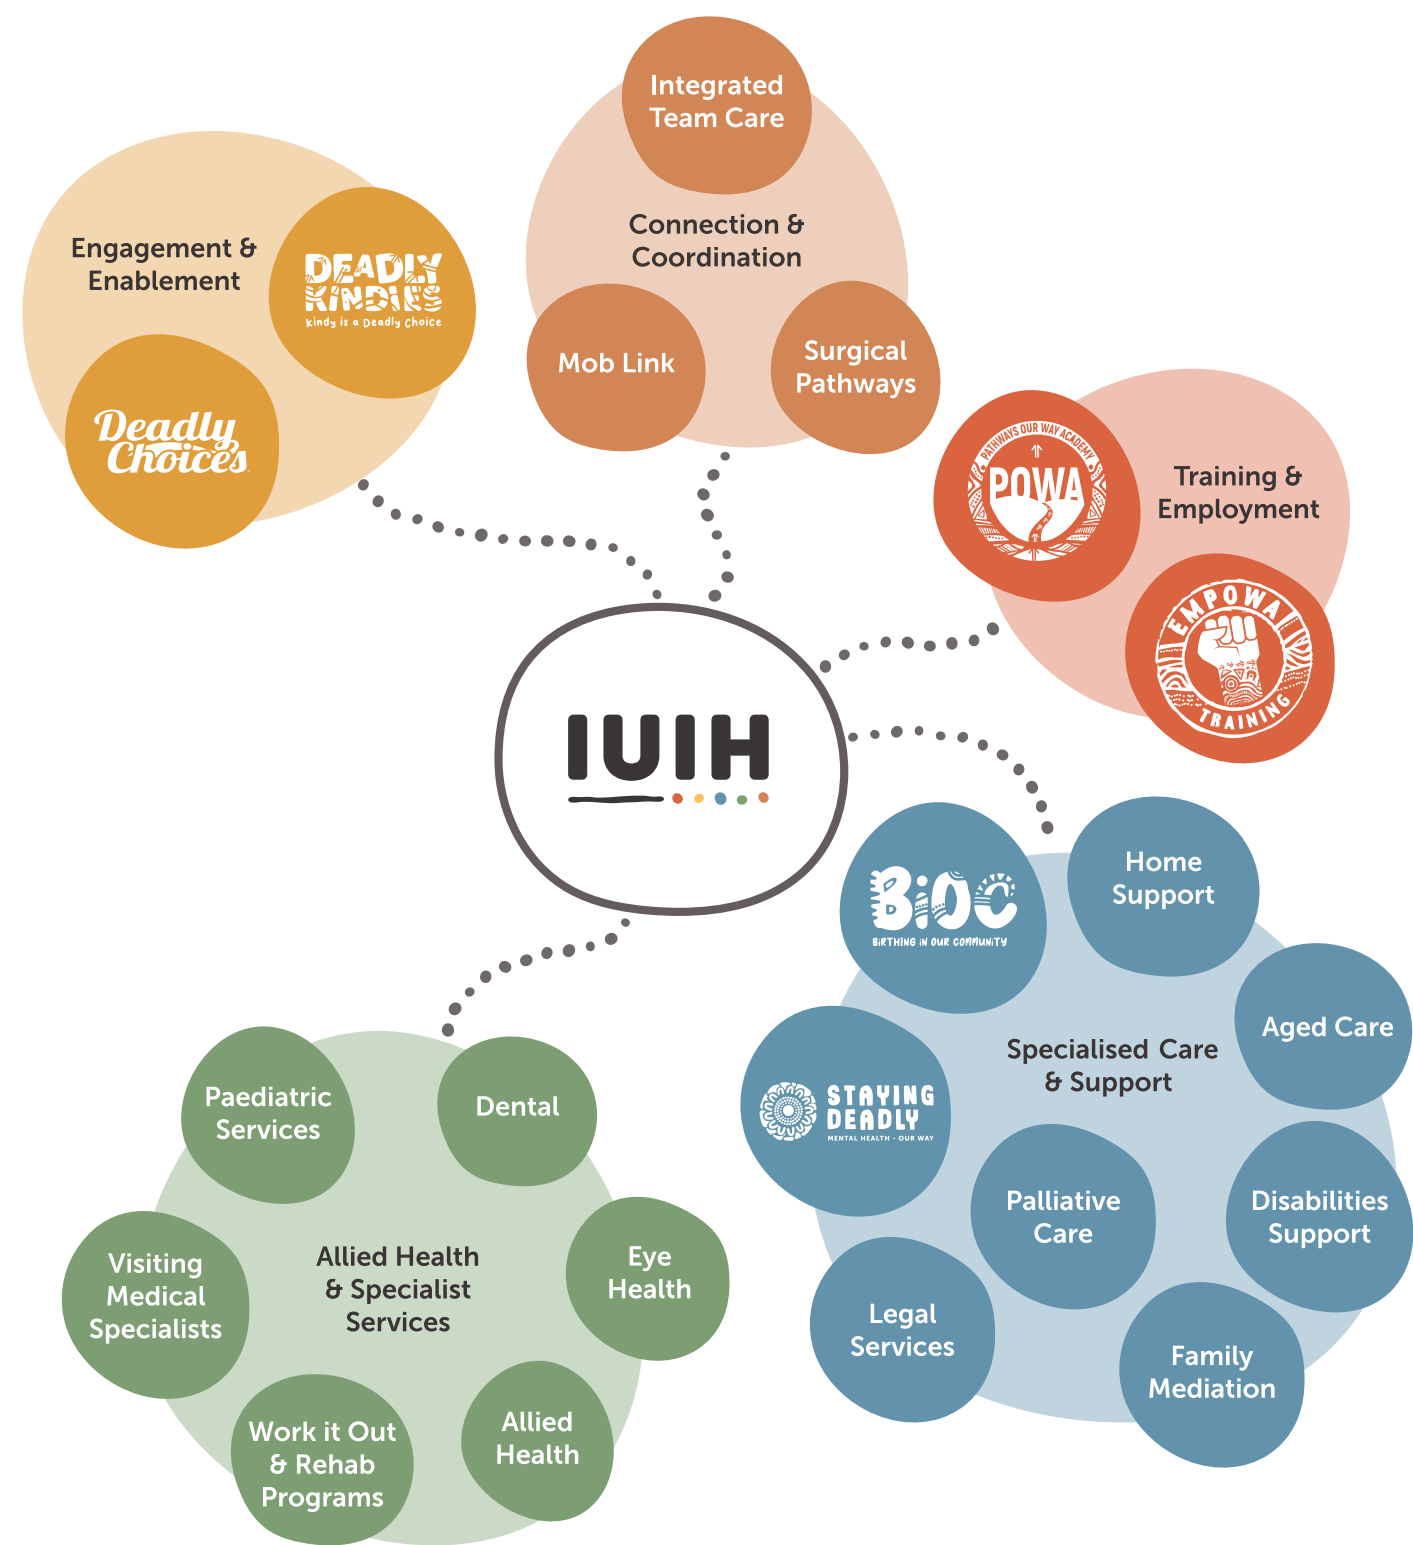 Integrated
Team Care
Connection &
Coordination
Mob Link
Surgical
Pathways
Engagement &
Enablement
DEADLY
KINDIES
Kindy is a Deadly Choice
Deadly
Choices
PATHWAYS OUR WAY ACADEMY
POWA
Training &
Employment
EMPOWA
TRAINING
IUIH
BiOC
BiRTHING iN OUR COMMUNiTY
Home
Support
Aged Care
Specialised Care
& Support
STAYING
DEADLY
MENTAL HEALTH - OUR WAY
Palliative
Care
Disabilities
Support
Legal
Services
Family
Mediation
Paediatric
Services
Dental
Visiting
Medical
Specialists
Allied Health
& Specialist
Services
Eye
Health
Work it Out
& Rehab
Programs
Allied
Health